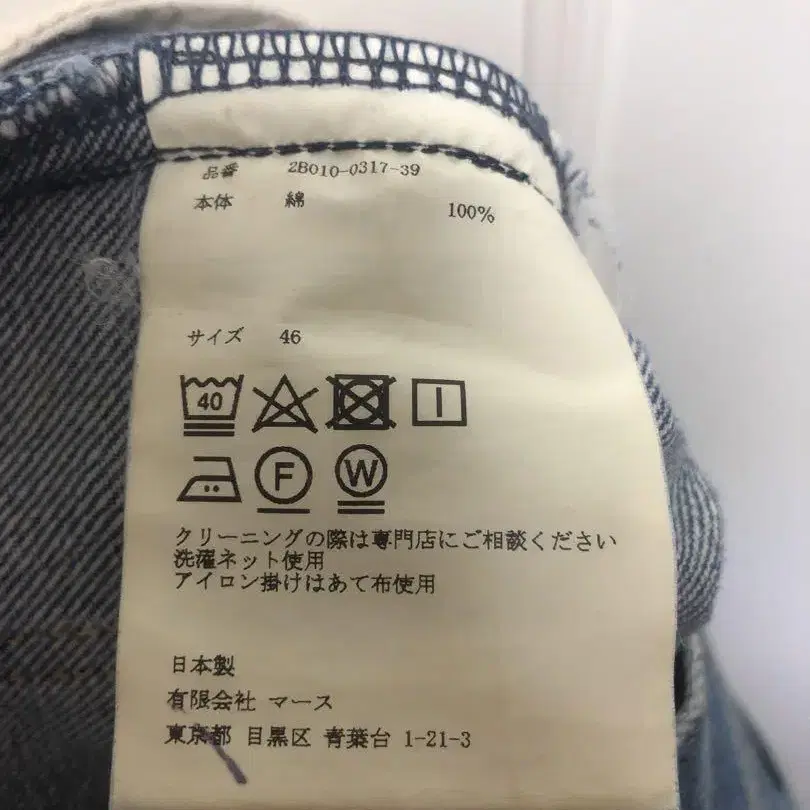 品番 2B010-0317-39
本体 綿 100%
サイズ 46
40
F W
クリーニングの際は専門店にご相談ください
洗濯ネット使用
アイロン掛けはあて布使用
日本製
有限会社 マース
東京都 目黒区 青葉台 1-21-3